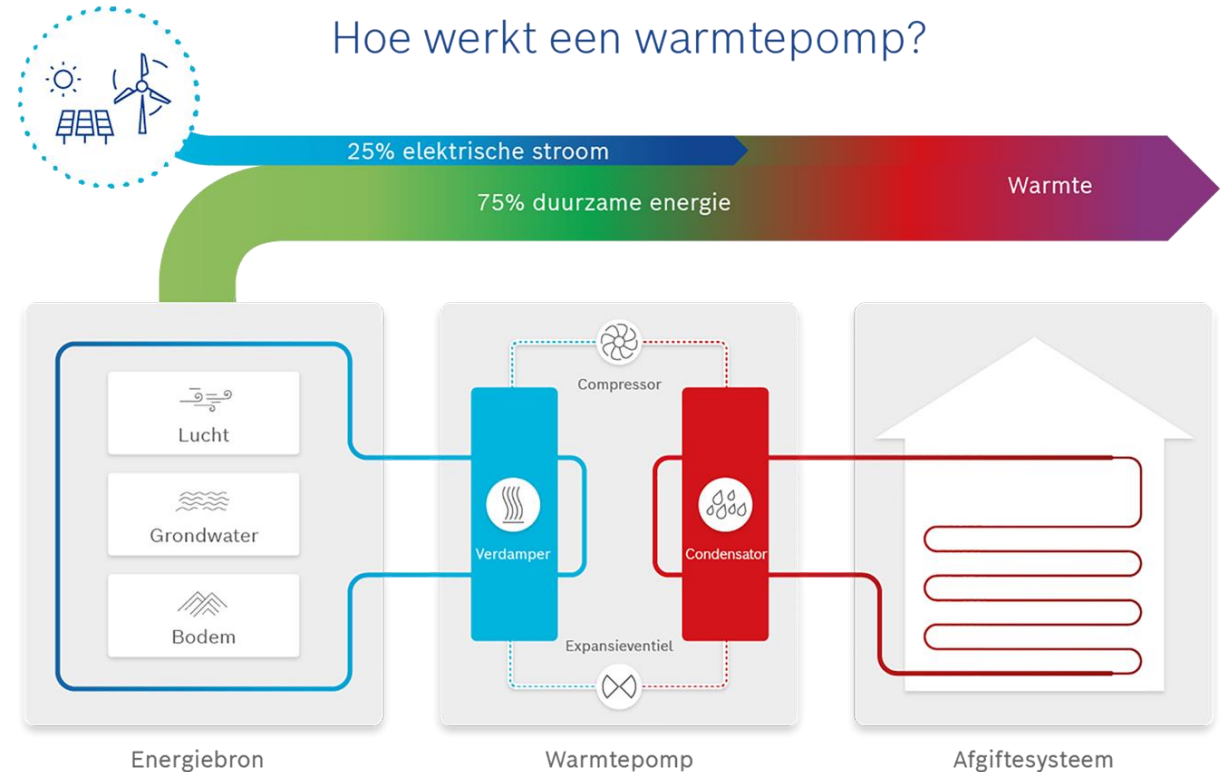 Hoe werkt een warmtepomp?
25% elektrische stroom
75% duurzame energie
Warmte
Lucht
Grondwater
Bodem
Compressor
Verdamper
Condensator
Expansieventiel
Energiebron
Warmtepomp
Afgiftesysteem